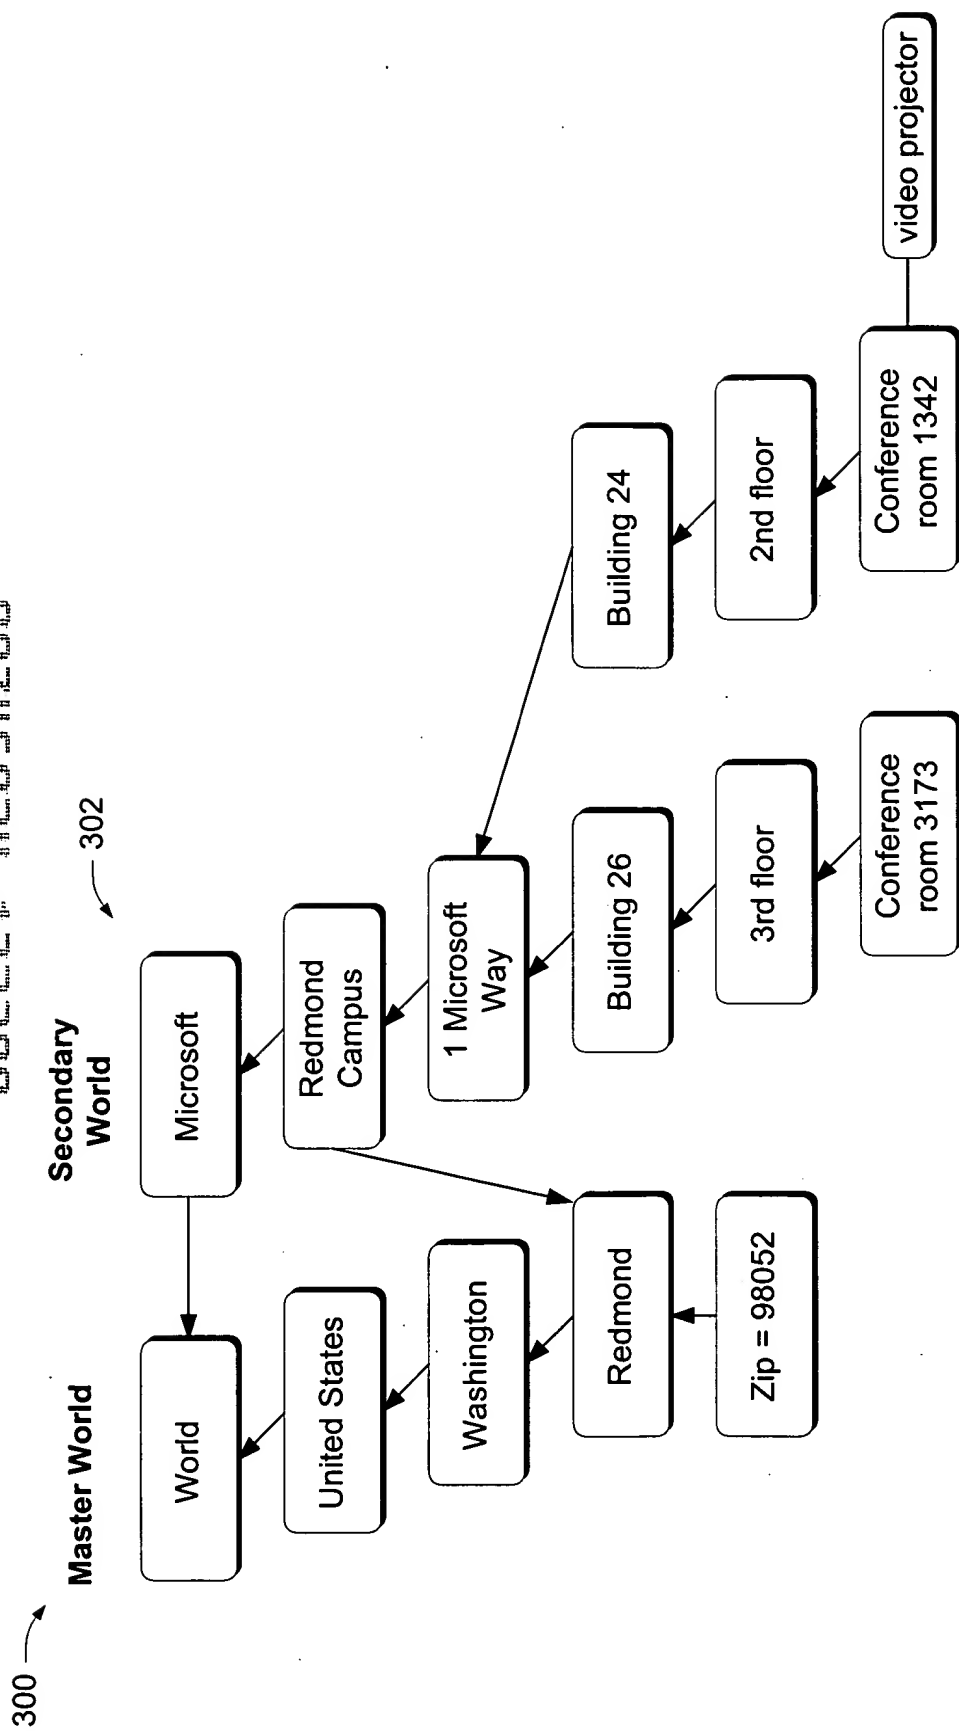 300
Master World
Secondary
World
302
World
Microsoft
United States
Redmond
Campus
Washington
1 Microsoft
Way
Redmond
Building 26
Building 24
Zip = 98052
3rd floor
2nd floor
Conference
room 3173
Conference
room 1342
video projector